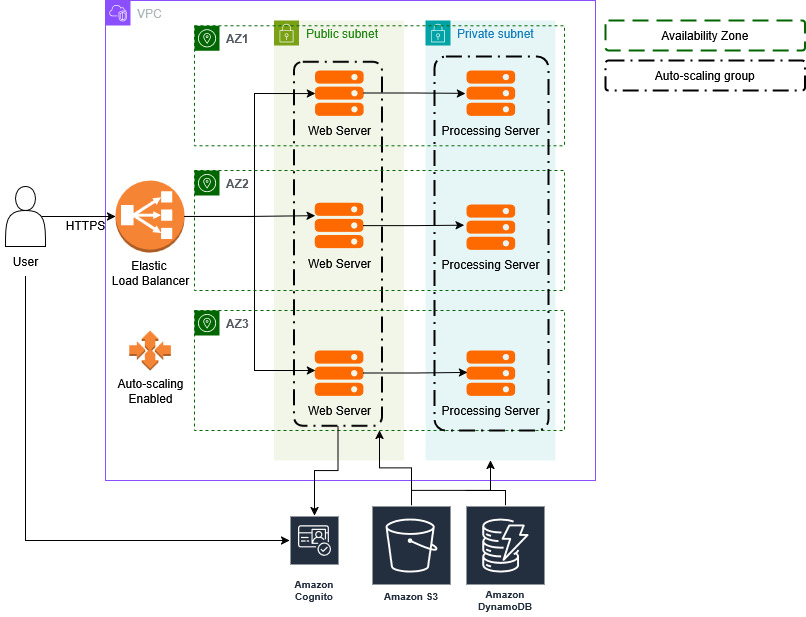 VPC
AZ1
Public subnet
Private subnet
Availability Zone
Auto-scaling group
Web Server
Processing Server
AZ2
HTTPS
User
Elastic
Load Balancer
Web Server
Processing Server
AZ3
Auto-scaling
Enabled
Web Server
Processing Server
Amazon
Cognito
Amazon S3
Amazon
DynamoDB